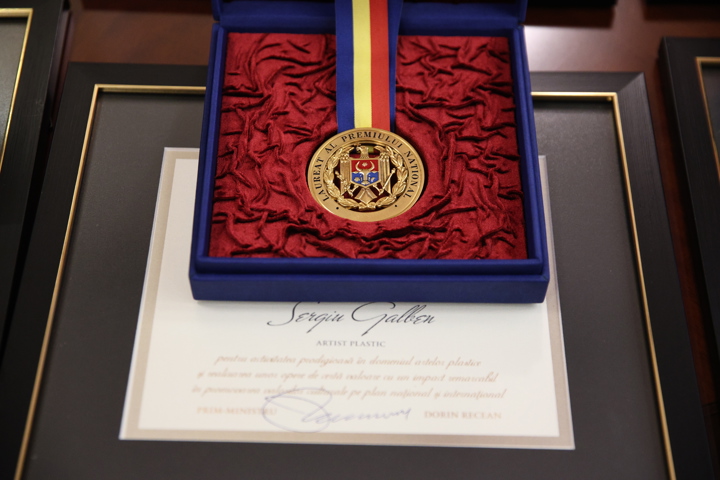 LAUREAT AL PREMIULUI NAȚIONAL
Sergiu Galben
ARTIST PLASTIC
pentru activitatea prodigioasă în domeniul artelor plastice
și realizarea unor opere de certă valoare cu un impact remarcabil
în promovarea valorilor naționale pe plan național și internațional
PRIM-MINISTRU
DORIN RECEAN